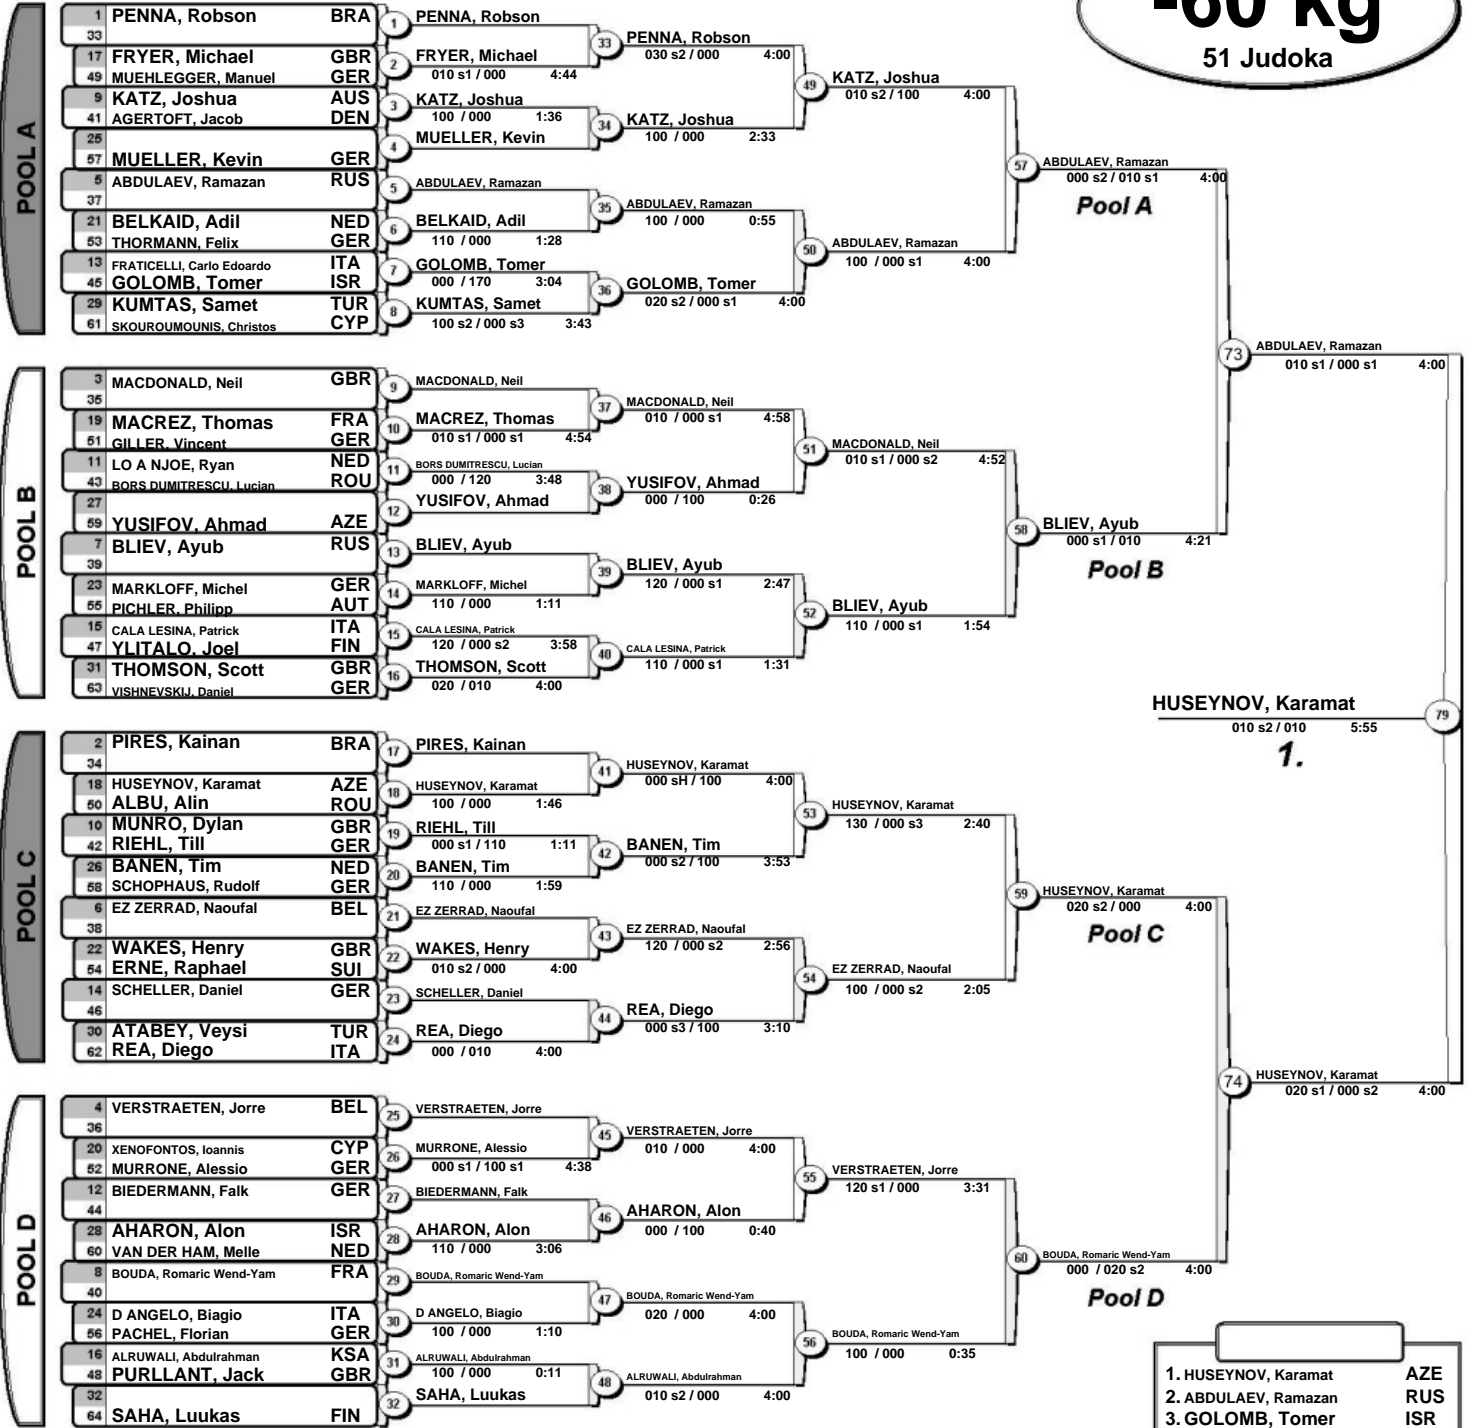 -60 kg
51 Judoka
POOL A
1 PENNA, Robson BRA
33
17 FRYER, Michael GBR
49 MUEHLEGGER, Manuel GER
9 KATZ, Joshua AUS
41 AGERTOFT, Jacob DEN
25
57 MUELLER, Kevin GER
5 ABDULAEV, Ramazan RUS
37
21 BELKAID, Adil NED
53 THORMANN, Felix GER
13 FRATICELLI, Carlo Edoardo ITA
45 GOLOMB, Tomer ISR
29 KUMTAS, Samet TUR
61 SKOUROUMOUNIS, Christos CYP
1 PENNA, Robson
2 FRYER, Michael
010 s1 / 000 4:44
3 KATZ, Joshua
100 / 000 1:36
4 MUELLER, Kevin
5 ABDULAEV, Ramazan
6 BELKAID, Adil
110 / 000 1:28
7 GOLOMB, Tomer
000 / 170 3:04
8 KUMTAS, Samet
100 s2 / 000 s3 3:43
33 PENNA, Robson
030 s2 / 000 4:00
34 KATZ, Joshua
100 / 000 2:33
35 ABDULAEV, Ramazan
100 / 000 0:55
36 GOLOMB, Tomer
020 s2 / 000 s1 4:00
49 KATZ, Joshua
010 s2 / 100 4:00
50 ABDULAEV, Ramazan
100 / 000 s1 4:00
57 ABDULAEV, Ramazan
000 s2 / 010 s1 4:00
Pool A
POOL B
3 MACDONALD, Neil GBR
35
19 MACREZ, Thomas FRA
51 GILLER, Vincent GER
11 LO A NJOE, Ryan NED
43 BORS DUMITRESCU, Lucian ROU
27
59 YUSIFOV, Ahmad AZE
7 BLIEV, Ayub RUS
39
23 MARKLOFF, Michel GER
55 PICHLER, Philipp AUT
15 CALA LESINA, Patrick ITA
47 YLITALO, Joel FIN
31 THOMSON, Scott GBR
63 VISHNEVSKIJ, Daniel GER
9 MACDONALD, Neil
10 MACREZ, Thomas
010 s1 / 000 s1 4:54
11 BORS DUMITRESCU, Lucian
000 / 120 3:48
12 YUSIFOV, Ahmad
13 BLIEV, Ayub
14 MARKLOFF, Michel
110 / 000 1:11
15 CALA LESINA, Patrick
120 / 000 s2 3:58
16 THOMSON, Scott
020 / 010 4:00
37 MACDONALD, Neil
010 / 000 s1 4:58
38 YUSIFOV, Ahmad
000 / 100 0:26
39 BLIEV, Ayub
120 / 000 s1 2:47
40 CALA LESINA, Patrick
110 / 000 s1 1:31
51 MACDONALD, Neil
010 s1 / 000 s2 4:52
52 BLIEV, Ayub
110 / 000 s1 1:54
58 BLIEV, Ayub
000 s1 / 010 4:21
Pool B
73 ABDULAEV, Ramazan
010 s1 / 000 s1 4:00
HUSEYNOV, Karamat 79
010 s2 / 010 5:55
1.
POOL C
2 PIRES, Kainan BRA
34
18 HUSEYNOV, Karamat AZE
50 ALBU, Alin ROU
10 MUNRO, Dylan GBR
42 RIEHL, Till GER
26 BANEN, Tim NED
58 SCHOPHAUS, Rudolf GER
6 EZ ZERRAD, Naoufal BEL
38
22 WAKES, Henry GBR
54 ERNE, Raphael SUI
14 SCHELLER, Daniel GER
46
30 ATABEY, Veysi TUR
62 REA, Diego ITA
17 PIRES, Kainan
18 HUSEYNOV, Karamat
100 / 000 1:46
19 RIEHL, Till
000 s1 / 110 1:11
20 BANEN, Tim
110 / 000 1:59
21 EZ ZERRAD, Naoufal
22 WAKES, Henry
010 s2 / 000 4:00
23 SCHELLER, Daniel
24 REA, Diego
000 / 010 4:00
41 HUSEYNOV, Karamat
000 sH / 100 4:00
42 BANEN, Tim
000 s2 / 100 3:53
43 EZ ZERRAD, Naoufal
120 / 000 s2 2:56
44 REA, Diego
000 s3 / 100 3:10
53 HUSEYNOV, Karamat
130 / 000 s3 2:40
54 EZ ZERRAD, Naoufal
100 / 000 s2 2:05
59 HUSEYNOV, Karamat
020 s2 / 000 4:00
Pool C
POOL D
4 VERSTRAETEN, Jorre BEL
36
20 XENOFONTOS, Ioannis CYP
52 MURRONE, Alessio GER
12 BIEDERMANN, Falk GER
44
28 AHARON, Alon ISR
60 VAN DER HAM, Melle NED
8 BOUDA, Romaric Wend-Yam FRA
40
24 D ANGELO, Biagio ITA
56 PACHEL, Florian GER
16 ALRUWALI, Abdulrahman KSA
48 PURLLANT, Jack GBR
32
64 SAHA, Luukas FIN
25 VERSTRAETEN, Jorre
26 MURRONE, Alessio
000 s1 / 100 s1 4:38
27 BIEDERMANN, Falk
28 AHARON, Alon
110 / 000 3:06
29 BOUDA, Romaric Wend-Yam
30 D ANGELO, Biagio
100 / 000 1:10
31 ALRUWALI, Abdulrahman
100 / 000 0:11
32 SAHA, Luukas
45 VERSTRAETEN, Jorre
010 / 000 4:00
46 AHARON, Alon
000 / 100 0:40
47 BOUDA, Romaric Wend-Yam
020 / 000 4:00
48 ALRUWALI, Abdulrahman
010 s2 / 000 4:00
55 VERSTRAETEN, Jorre
120 s1 / 000 3:31
56 BOUDA, Romaric Wend-Yam
100 / 000 0:35
60 BOUDA, Romaric Wend-Yam
000 / 020 s2 4:00
Pool D
74 HUSEYNOV, Karamat
020 s1 / 000 s2 4:00
1. HUSEYNOV, Karamat AZE
2. ABDULAEV, Ramazan RUS
3. GOLOMB, Tomer ISR